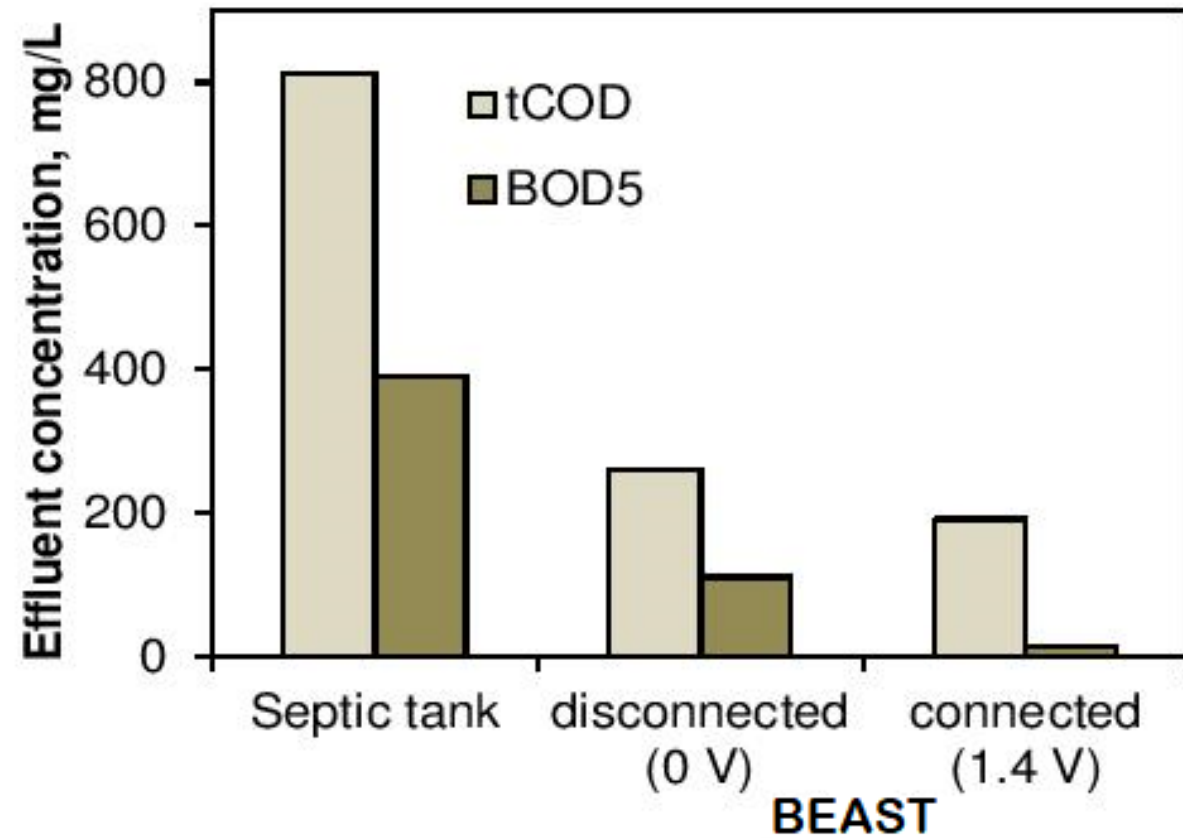 Effluent concentration, mg/L
800
600
400
200
0
tCOD
BOD5
Septic tank
disconnected
(0 V)
connected
(1.4 V)
BEAST